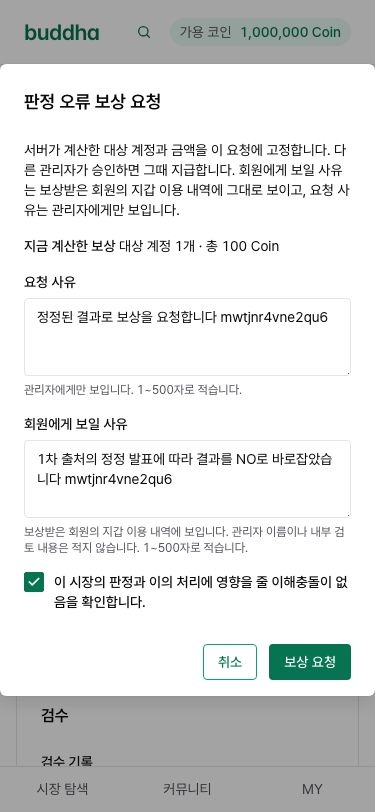 buddha
가용 코인 1,000,000 Coin
판정 오류 보상 요청
서버가 계산한 대상 계정과 금액을 이 요청에 고정합니다. 다
른 관리자가 승인하면 그때 지급합니다. 회원에게 보일 사유
는 보상받은 회원의 지갑 이용 내역에 그대로 보이고, 요청 사
유는 관리자에게만 보입니다.
지금 계산한 보상 대상 계정 1개 · 총 100 Coin
요청 사유
정정된 결과로 보상을 요청합니다 mwtjnr4vne2qu6
관리자에게만 보입니다. 1~500자로 적습니다.
회원에게 보일 사유
1차 출처의 정정 발표에 따라 결과를 NO로 바로잡았습
니다 mwtjnr4vne2qu6
보상받은 회원의 지갑 이용 내역에 보입니다. 관리자 이름이나 내부 검
토 내용은 적지 않습니다. 1~500자로 적습니다.
이 시장의 판정과 이의 처리에 영향을 줄 이해충돌이 없
음을 확인합니다.
취소 보상 요청
검수
검수 기록
시장 탐색 커뮤니티 MY